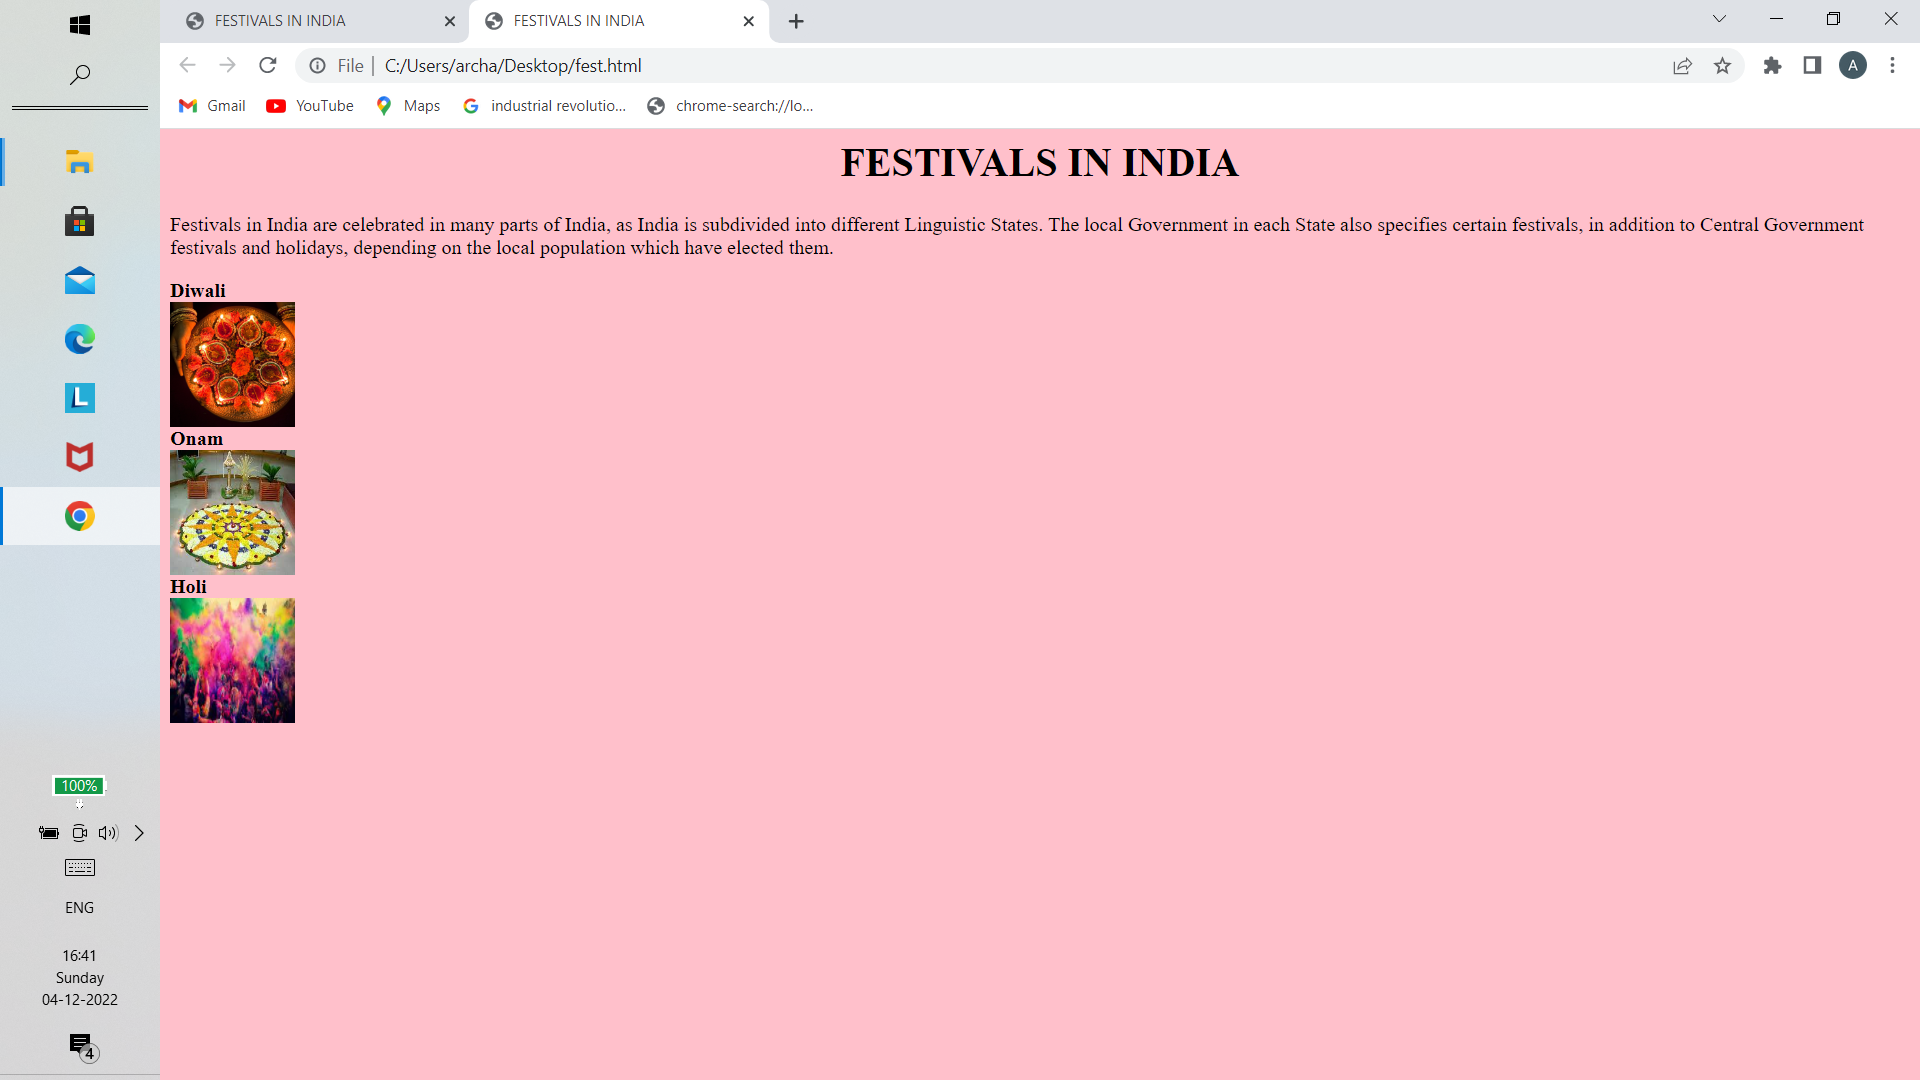 FESTIVALS IN INDIA
FESTIVALS IN INDIA
File
C:/Users/archa/Desktop/fest.html
A
Gmail
YouTube
Maps
industrial revolutio...
chrome-search://lo...
FESTIVALS IN INDIA
Festivals in India are celebrated in many parts of India, as India is subdivided into different Linguistic States. The local Government in each State also specifies certain festivals, in addition to Central Government
festivals and holidays, depending on the local population which have elected them.
Diwali
Onam
Holi
L
100%
ENG
16:41
Sunday
04-12-2022
4